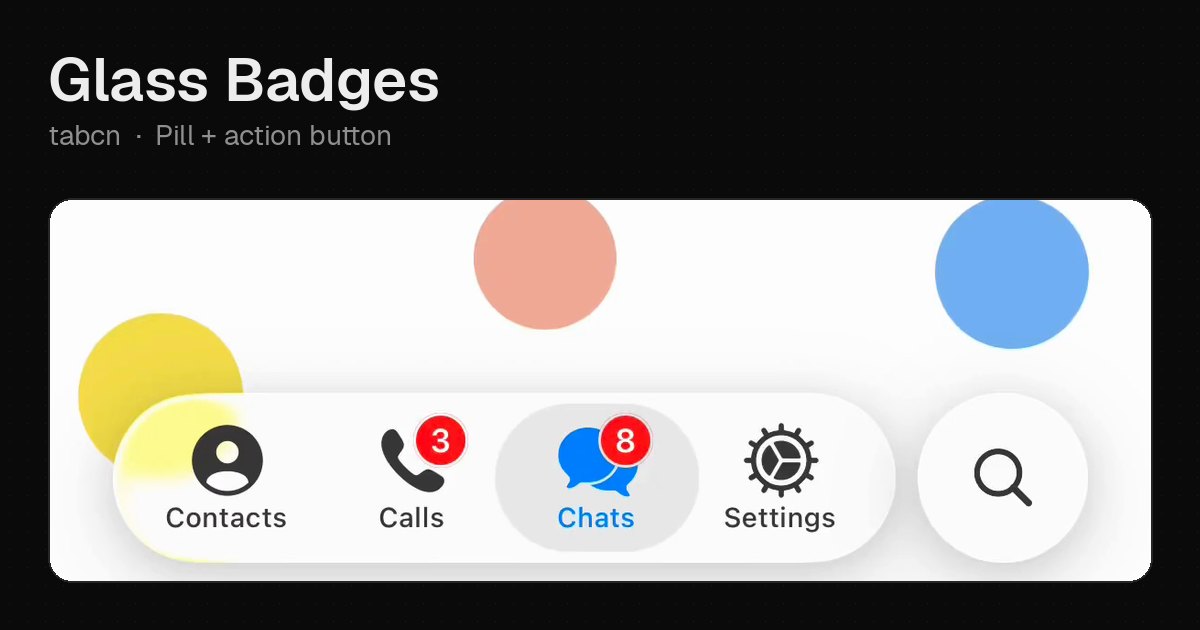 Glass Badges
tabcn · Pill + action button
3
8
Contacts
Calls
Chats
Settings